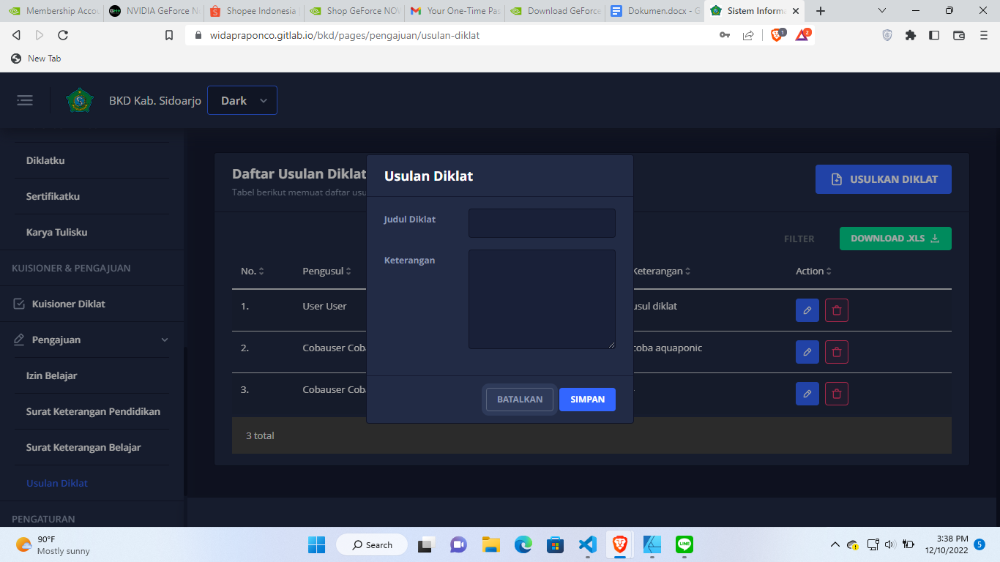 Membership Accou
NVIDIA GeForce N
Shopee Indonesia
Shop GeForce NOW
Your One-Time Pas
Download GeForce
Dokumen.docx - G
Sistem Informa
widapraponco.gitlab.io/bkd/pages/pengajuan/usulan-diklat
1
2
New Tab
BKD Kab. Sidoarjo
Dark
Diklatku
Sertifikatku
Karya Tulisku
KUISIONER & PENGAJUAN
Kuisioner Diklat
Pengajuan
Izin Belajar
Surat Keterangan Pendidikan
Surat Keterangan Belajar
Usulan Diklat
PENGATURAN
Daftar Usulan Diklat
Tabel berikut memuat daftar usu
USULKAN DIKLAT
FILTER
DOWNLOAD .XLS
No. Pengusul Keterangan Action
1. User User usul diklat
2. Cobauser Coba coba aquaponic
3. Cobauser Coba
3 total
Usulan Diklat
Judul Diklat
Keterangan
BATALKAN SIMPAN
90°F
Mostly sunny
Search
LINE
3:38 PM
12/10/2022
5